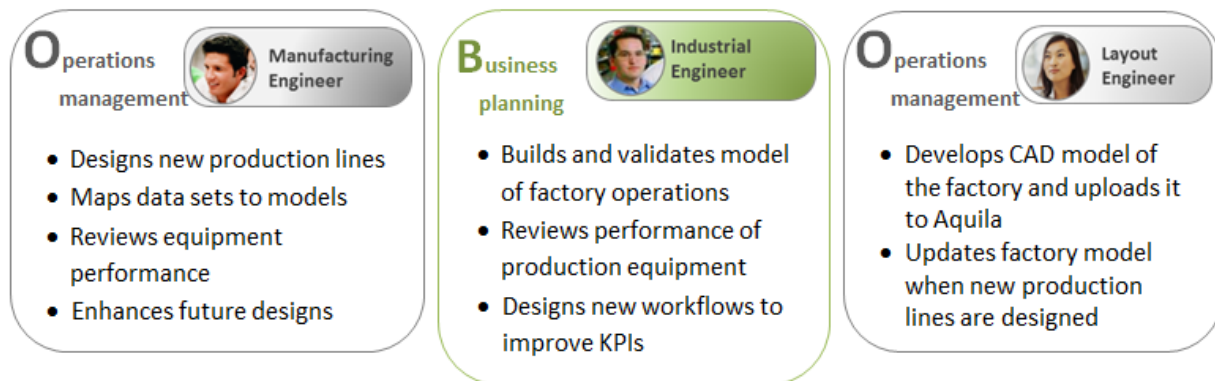 Operations
management
Manufacturing
Engineer
• Designs new production lines
• Maps data sets to models
• Reviews equipment
performance
• Enhances future designs
Business
planning
Industrial
Engineer
• Builds and validates model
of factory operations
• Reviews performance of
production equipment
• Designs new workflows to
improve KPIs
Operations
management
Layout
Engineer
• Develops CAD model of
the factory and uploads it
to Aquila
• Updates factory model
when new production
lines are designed